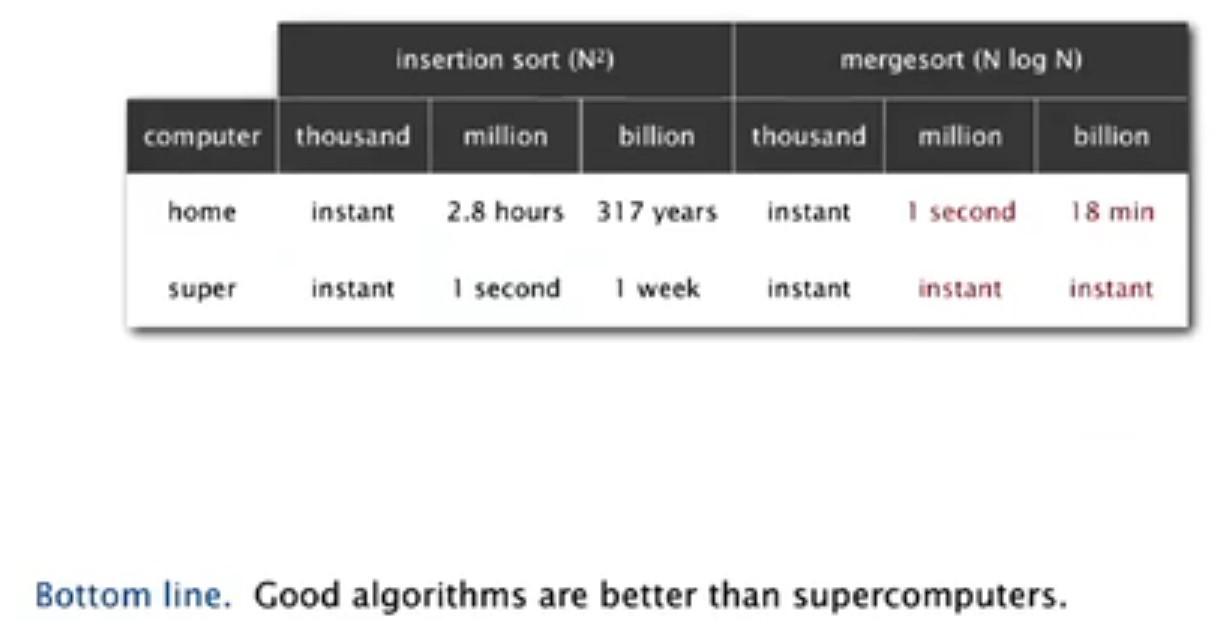 insertion sort (N²) mergesort (N log N)
computer thousand million billion thousand million billion
home instant 2.8 hours 317 years instant 1 second 18 min
super instant 1 second 1 week instant instant instant
Bottom line. Good algorithms are better than supercomputers.